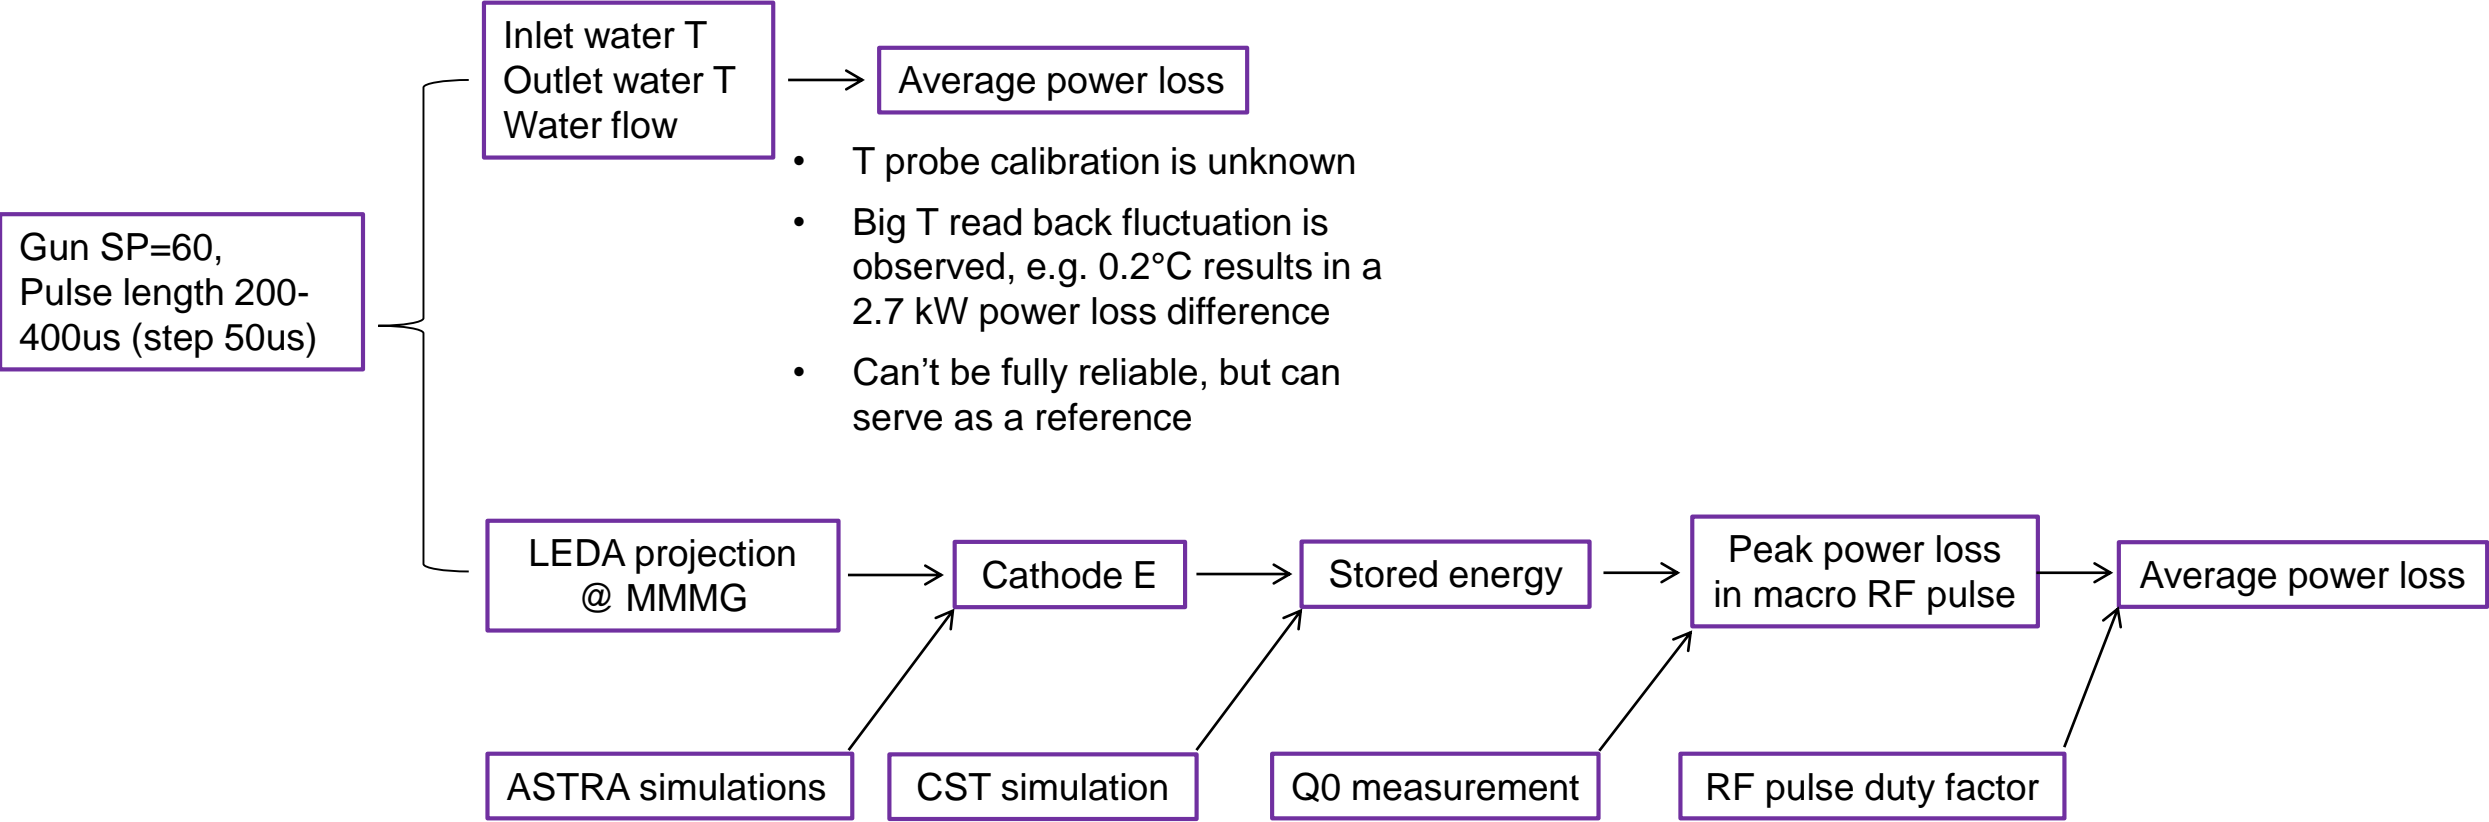 Inlet water T
Outlet water T
Water flow
Average power loss
• T probe calibration is unknown
• Big T read back fluctuation is
observed, e.g. 0.2°C results in a
2.7 kW power loss difference
• Can’t be fully reliable, but can
serve as a reference
Gun SP=60,
Pulse length 200-
400us (step 50us)
LEDA projection
@ MMMG
Cathode E
Stored energy
Peak power loss
in macro RF pulse
Average power loss
ASTRA simulations
CST simulation
Q0 measurement
RF pulse duty factor